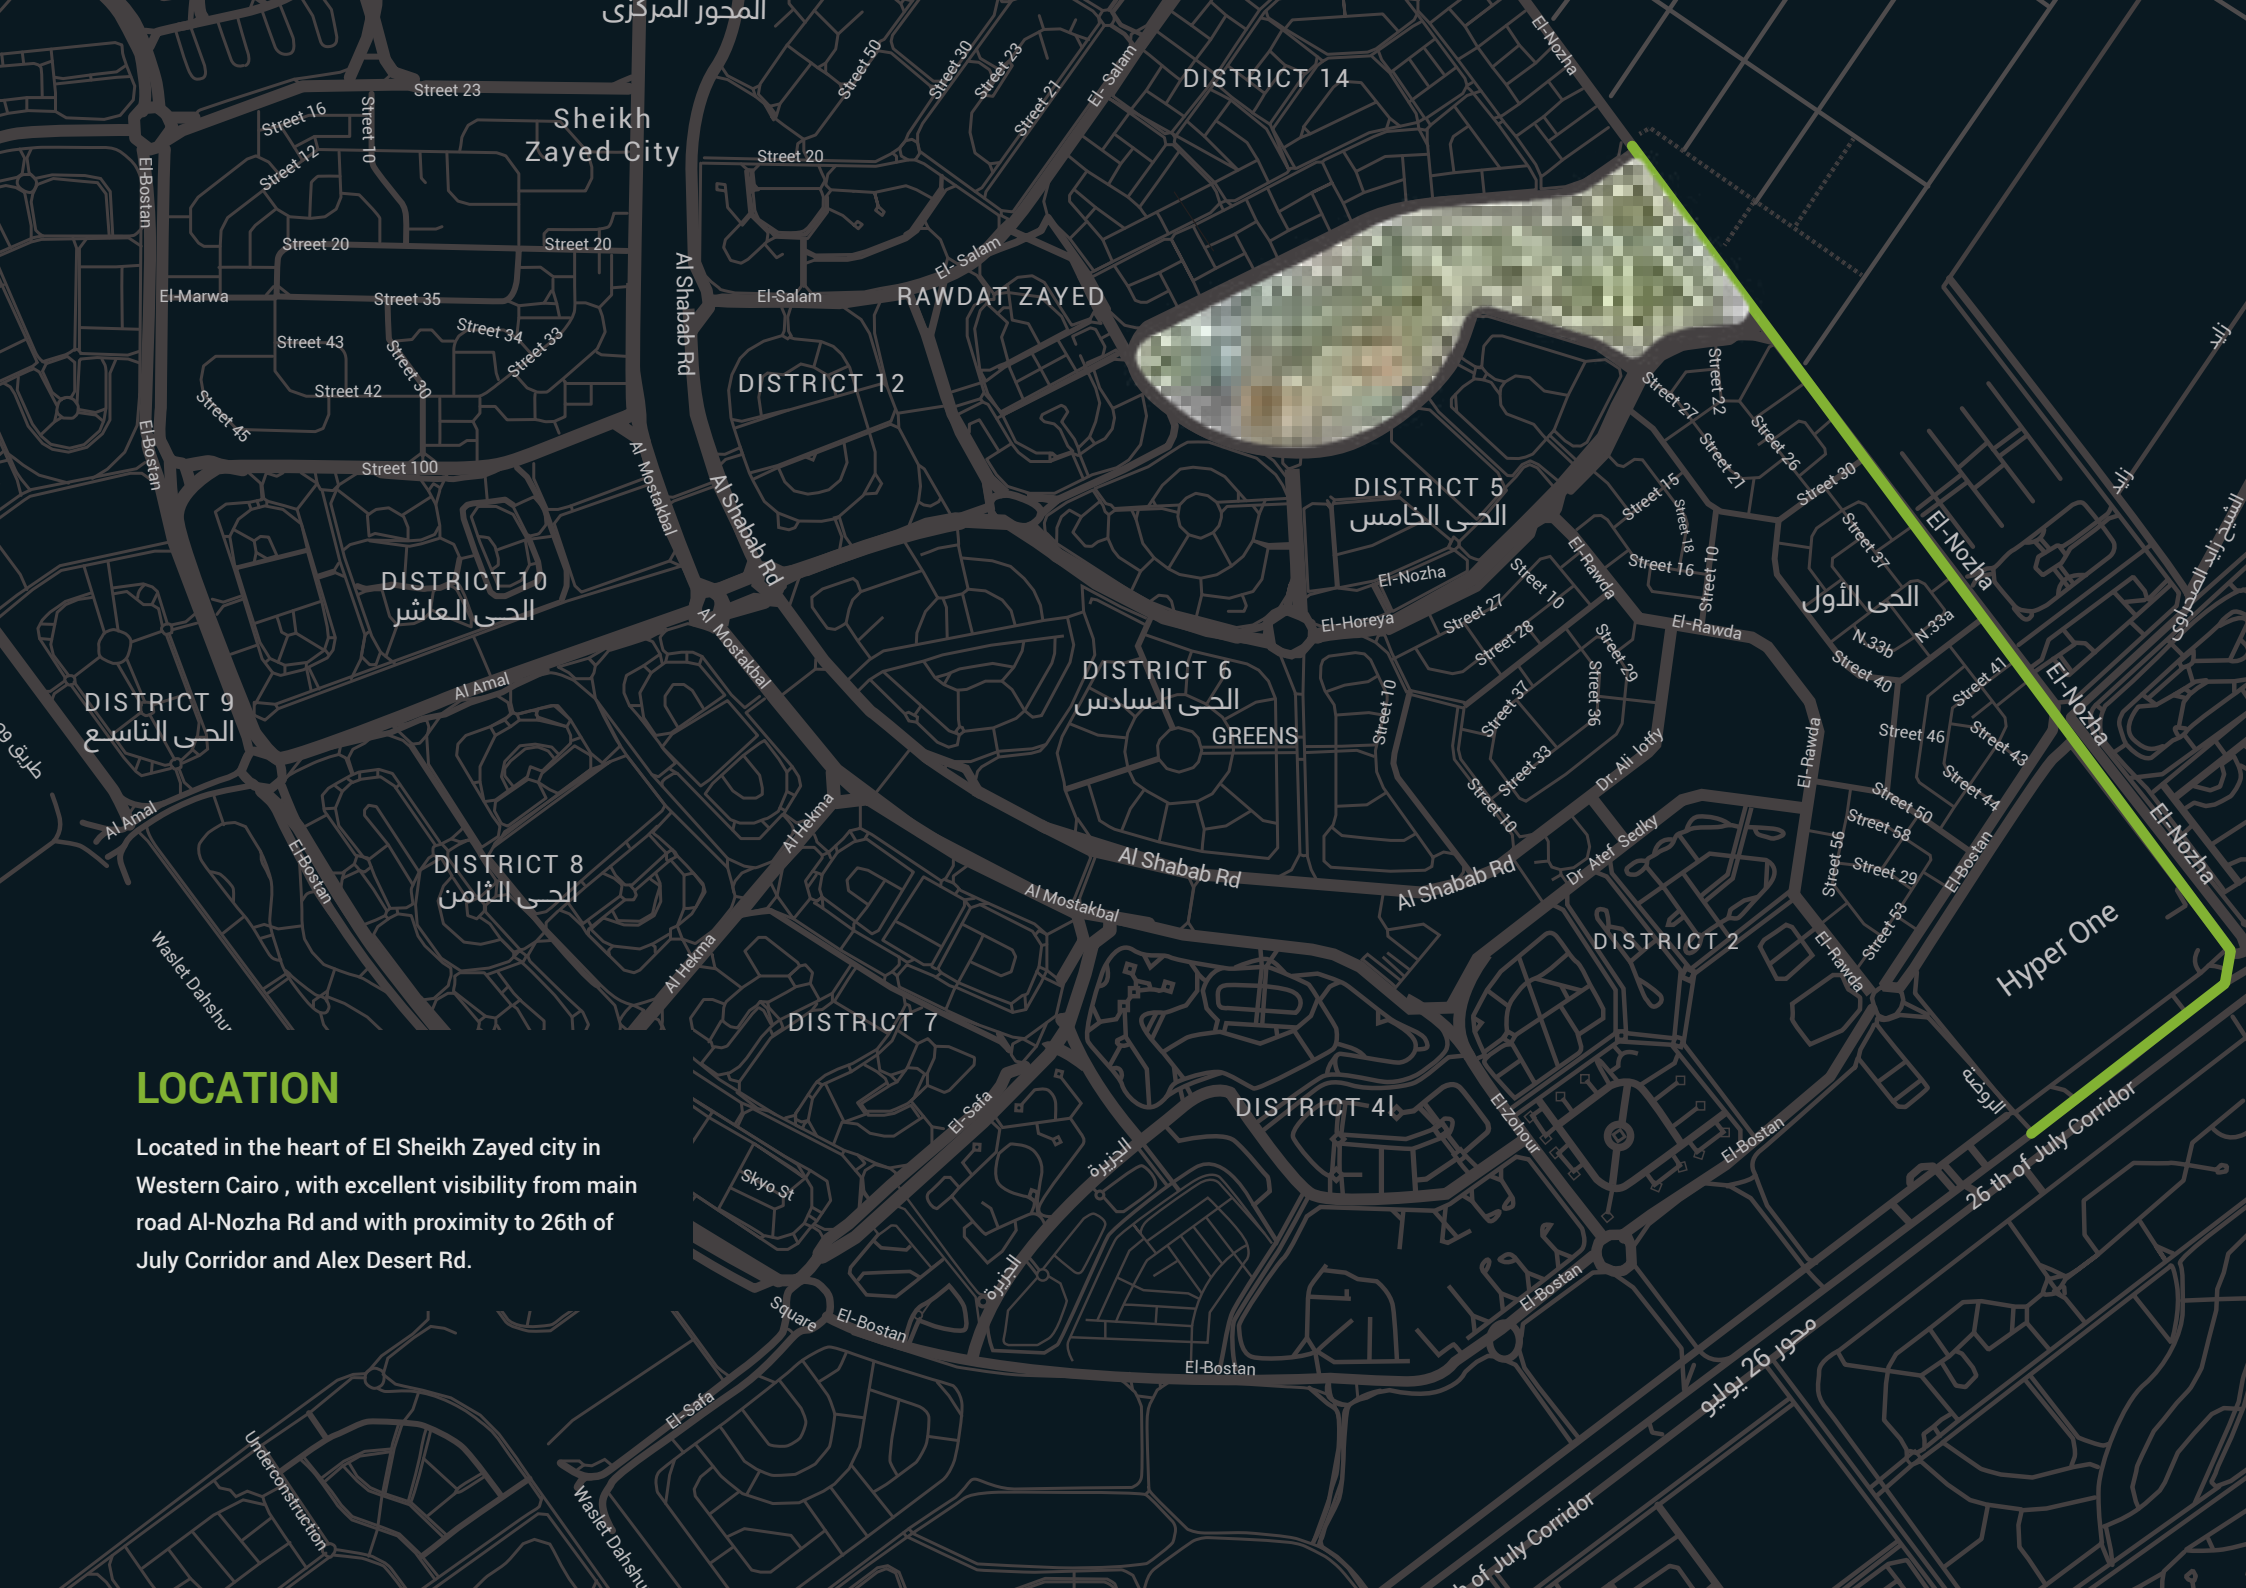 المحور المركزى
El-Nozha
Street 50
Street 30
Street 23
Street 21
El- Salam
DISTRICT 14
Street 23
Street 16
Street 10
Street 12
Sheikh
Zayed City
Street 20
El-Bostan
Street 20
Street 20
El- Salam
Al Shabab Rd
El-Marwa
Street 35
El-Salam
RAWDAT ZAYED
Street 43
Street 34
Street 33
Street 30
Street 42
Street 45
DISTRICT 12
زايد
Street 22
Street 27
Street 26
Street 21
Street 30
El-Bostan
Street 100
Al Mostakbal
Al Shabab Rd
DISTRICT 5
الحى الخامس
Street 15
Street 18
Street 16
Street 10
Street 37
زايد
El-Nozha
El-Rawda
El-Nozha
Street 10
El-Horeya
Street 27
Street 28
El-Rawda
الحى الأول
N.33a
N.33b
Street 40
Street 41
DISTRICT 10
الحى العاشر
Al Mostakbal
DISTRICT 6
الحى السادس
GREENS
Street 10
Street 29
Street 36
Street 37
Street 33
Street 10
Dr. Ali lotfy
El-Rawda
Street 46
Street 43
Street 44
El-Nozha
Al Amal
DISTRICT 9
الحى التاسع
طريق
Al Amal
El-Bostan
DISTRICT 8
الحى الثامن
Al Hekma
Al Hekma
Al Shabab Rd
Al Mostakbal
Al Shabab Rd
Dr Atef Sedky
Street 50
Street 58
Street 56
Street 29
Street 53
El-Bostan
El-Nozha
DISTRICT 2
El-Rawda
Hyper One
Waslet Dahshur
DISTRICT 7
El-Safa
DISTRICT 4I
El-Zohour
El-Bostan
الروضة
26 th of July Corridor
الجزيرة
الجزيرة
Skyo St
LOCATION
Located in the heart of El Sheikh Zayed city in
Western Cairo , with excellent visibility from main
road Al-Nozha Rd and with proximity to 26th of
July Corridor and Alex Desert Rd.
Square
El-Bostan
El-Bostan
El-Bostan
محور 26 يوليو
El-Safa
Underconstruction
Waslet Dahshu
of July Corridor